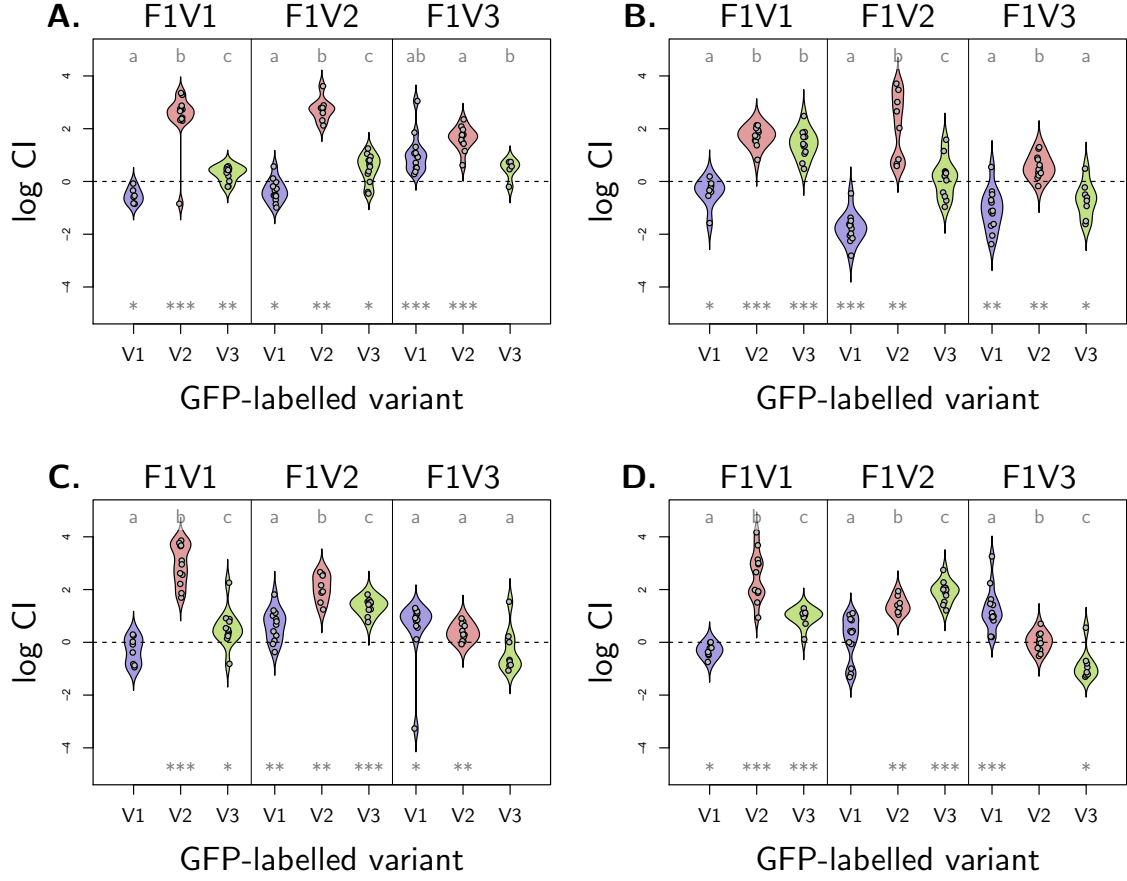 A. F1V1 F1V2 F1V3
a b c a b c ab a b
log CI
4
2
0
−2
−4
* *** ** * ** * *** ***
V1 V2 V3 V1 V2 V3 V1 V2 V3
GFP-labelled variant
B. F1V1 F1V2 F1V3
a b b a b c a b a
log CI
4
2
0
−2
−4
* *** *** *** ** ** ** *
V1 V2 V3 V1 V2 V3 V1 V2 V3
GFP-labelled variant
C. F1V1 F1V2 F1V3
a b c a b c a a a
log CI
4
2
0
−2
−4
*** * ** ** *** * **
V1 V2 V3 V1 V2 V3 V1 V2 V3
GFP-labelled variant
D. F1V1 F1V2 F1V3
a b c a b c a b c
log CI
4
2
0
−2
−4
* *** *** ** *** *** *
V1 V2 V3 V1 V2 V3 V1 V2 V3
GFP-labelled variant